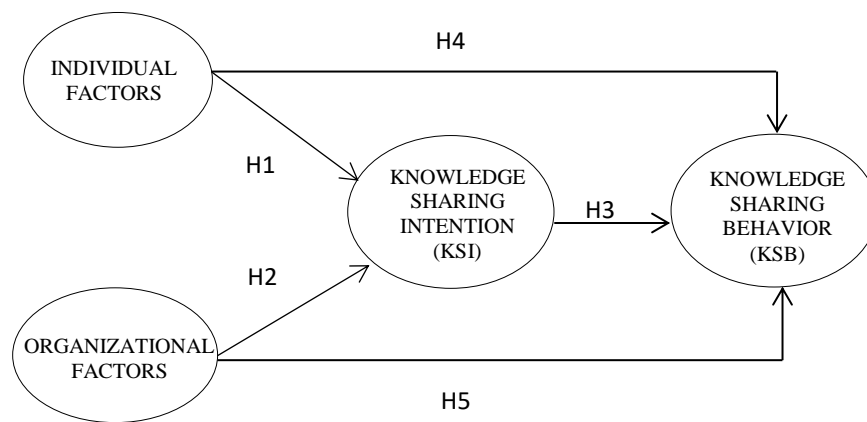 H4
INDIVIDUAL
FACTORS
H1
KNOWLEDGE
SHARING
INTENTION
(KSI)
H3
KNOWLEDGE
SHARING
BEHAVIOR
(KSB)
H2
ORGANIZATIONAL
FACTORS
H5